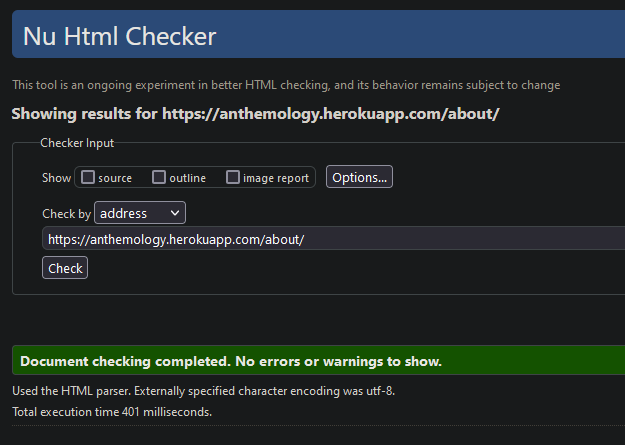 Nu Html Checker
This tool is an ongoing experiment in better HTML checking, and its behavior remains subject to change
Showing results for https://anthemology.herokuapp.com/about/
Checker Input
Show source outline image report Options...
Check by address
https://anthemology.herokuapp.com/about/
Check
Document checking completed. No errors or warnings to show.
Used the HTML parser. Externally specified character encoding was utf-8.
Total execution time 401 milliseconds.